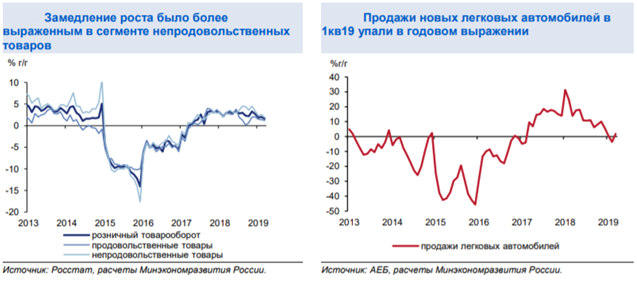 Замедление роста было более
выраженным в сегменте непродовольственных
товаров
% г/г
10
5
0
-5
-10
-15
-20
2013 2014 2015 2016 2017 2018 2019
розничный товарооборот
продовольственные товары
непродовольственные товары
Источник: Росстат, расчеты Минэкономразвития России.
Продажи новых легковых автомобилей в
1кв19 упали в годовом выражении
%г/г
40
30
20
10
0
-10
-20
-30
-40
-50
2013 2014 2015 2016 2017 2018 2019
продажи легковых автомобилей
Источник: АЕБ, расчеты Минэкономразвития России.